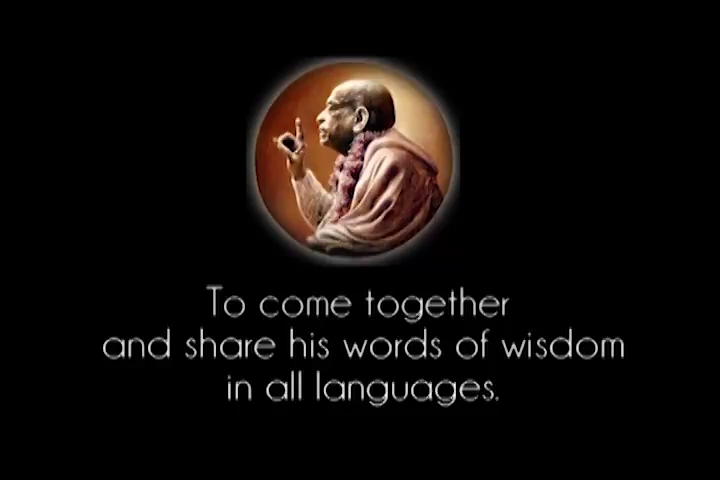 To come together
and share his words of wisdom
in all languages.